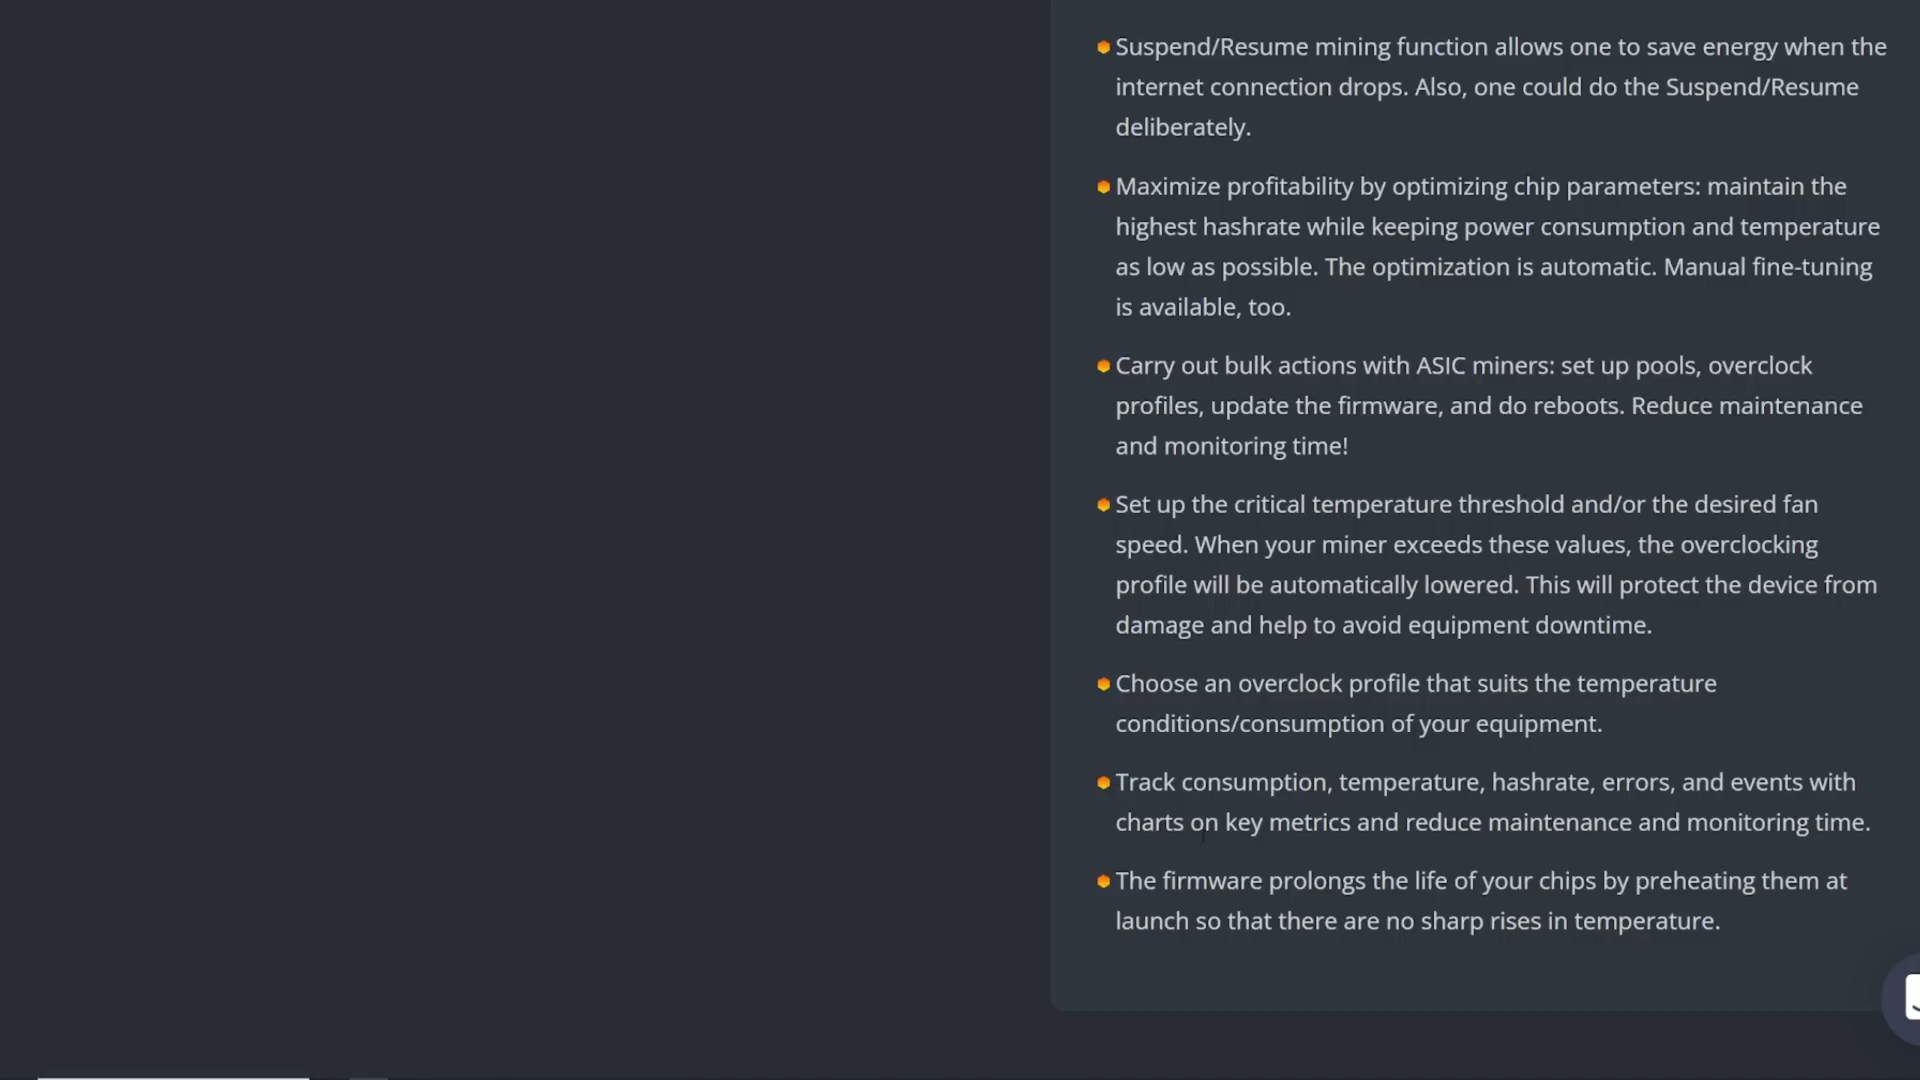 Suspend/Resume mining function allows one to save energy when the
internet connection drops. Also, one could do the Suspend/Resume
deliberately.
Maximize profitability by optimizing chip parameters: maintain the
highest hashrate while keeping power consumption and temperature
as low as possible. The optimization is automatic. Manual fine-tuning
is available, too.
Carry out bulk actions with ASIC miners: set up pools, overclock
profiles, update the firmware, and do reboots. Reduce maintenance
and monitoring time!
Set up the critical temperature threshold and/or the desired fan
speed. When your miner exceeds these values, the overclocking
profile will be automatically lowered. This will protect the device from
damage and help to avoid equipment downtime.
Choose an overclock profile that suits the temperature
conditions/consumption of your equipment.
Track consumption, temperature, hashrate, errors, and events with
charts on key metrics and reduce maintenance and monitoring time.
The firmware prolongs the life of your chips by preheating them at
launch so that there are no sharp rises in temperature.